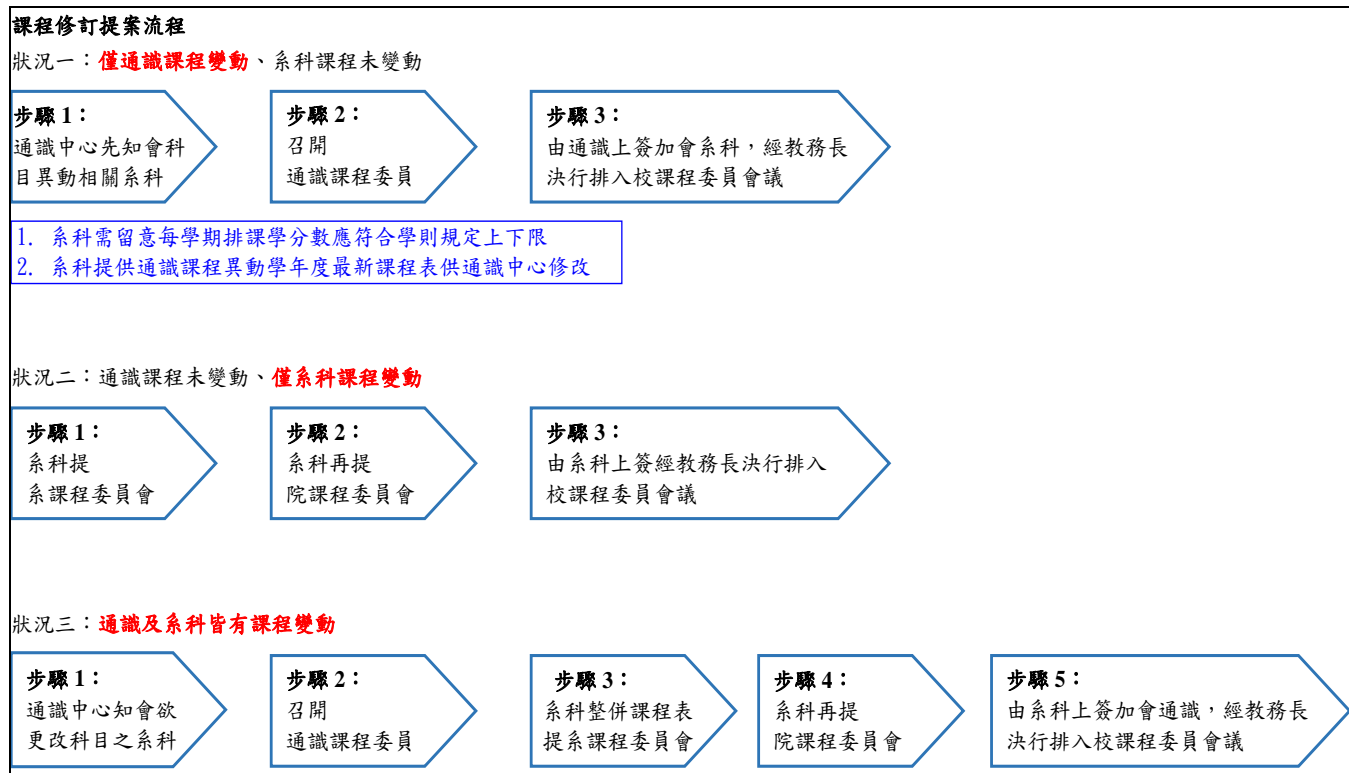 課程修訂提案流程
狀況一：僅通識課程變動、系科課程未變動
步驟 1：
通識中心先知會科
目異動相關系科
步驟 2：
召開
通識課程委員
步驟 3：
由通識上簽加會系科，經教務長
決行排入校課程委員會議
1. 系科需留意每學期排課學分數應符合學則規定上下限
2. 系科提供通識課程異動學年度最新課程表供通識中心修改
狀況二：通識課程未變動、僅系科課程變動
步驟 1：
系科提
系課程委員會
步驟 2：
系科再提
院課程委員會
步驟 3：
由系科上簽經教務長決行排入
校課程委員會議
狀況三：通識及系科皆有課程變動
步驟 1：
通識中心知會欲
更改科目之系科
步驟 2：
召開
通識課程委員
步驟 3：
系科整併課程表
提系課程委員會
步驟 4：
系科再提
院課程委員會
步驟 5：
由系科上簽加會通識，經教務長
決行排入校課程委員會議